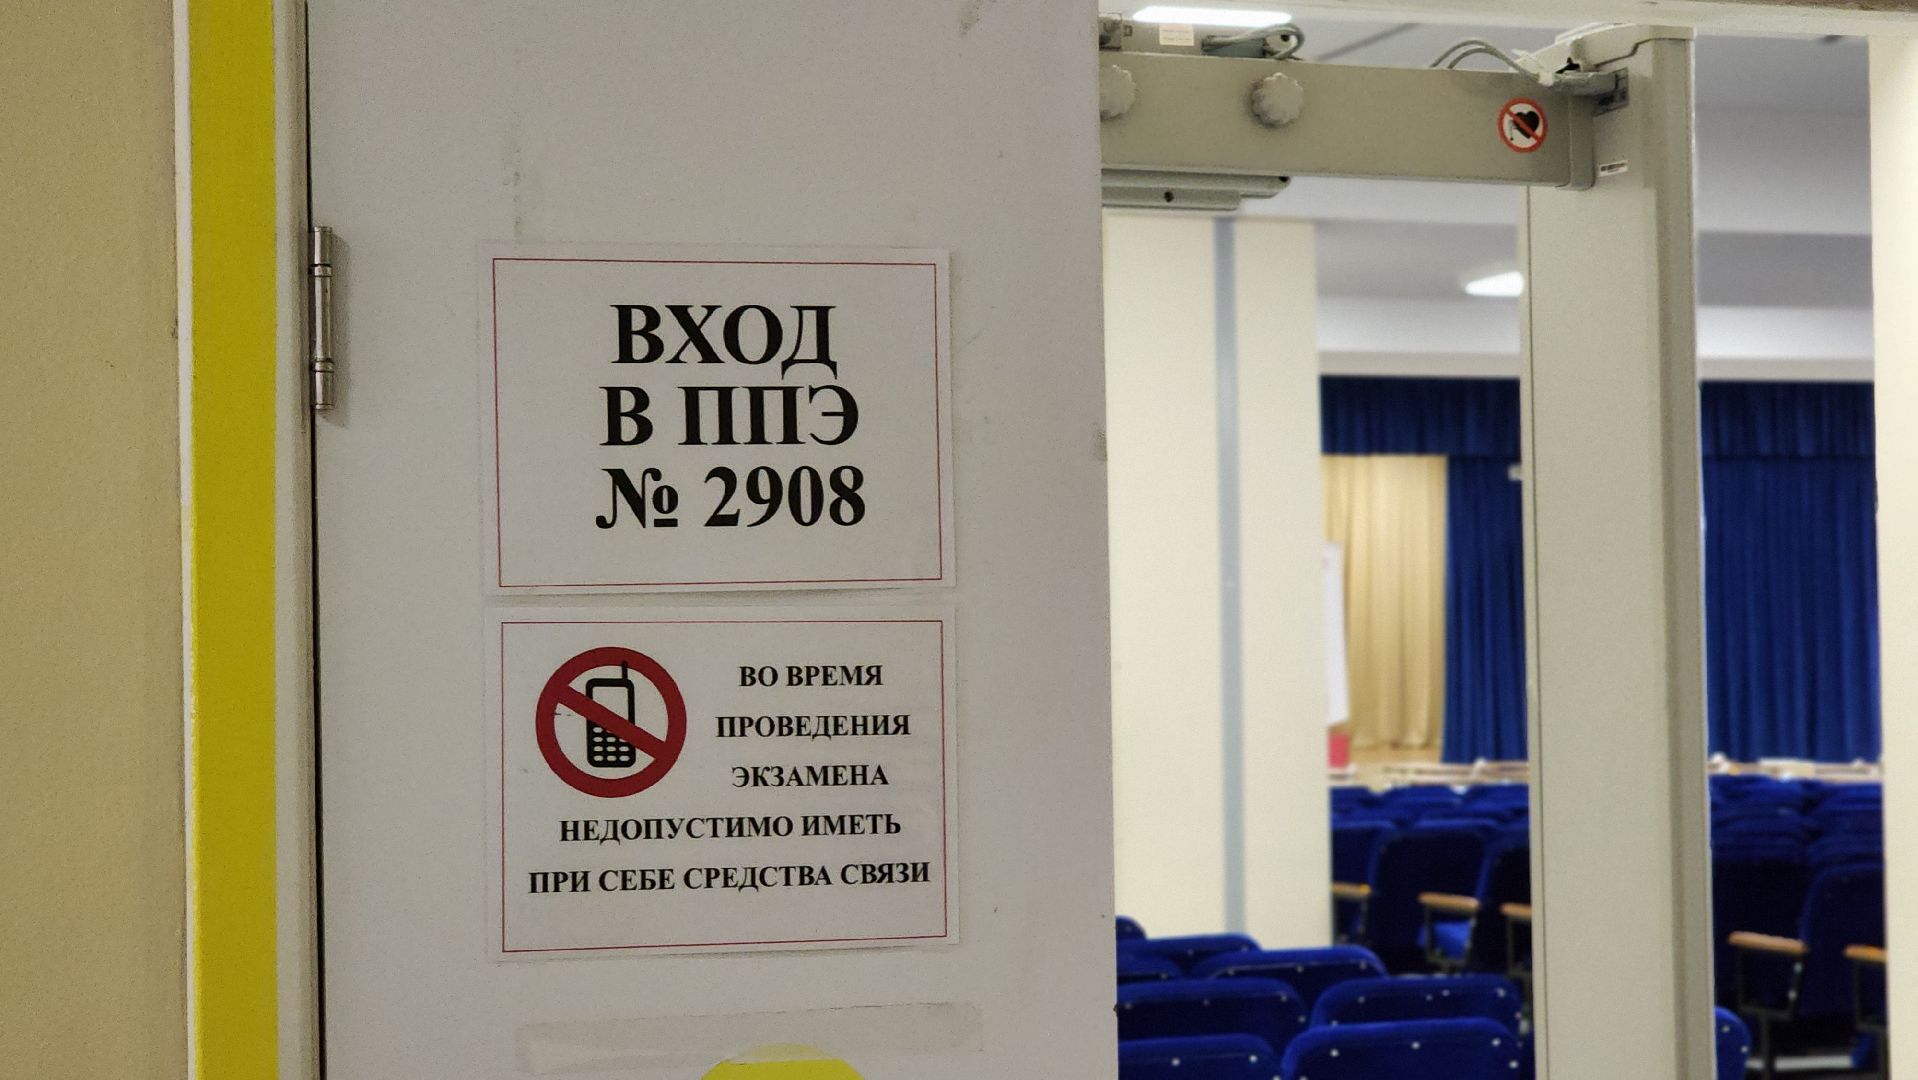 ВХОД
В ППЭ
№ 2908
ВО ВРЕМЯ
ПРОВЕДЕНИЯ
ЭКЗАМЕНА
НЕДОПУСТИМО ИМЕТЬ
ПРИ СЕБЕ СРЕДСТВА СВЯЗИ